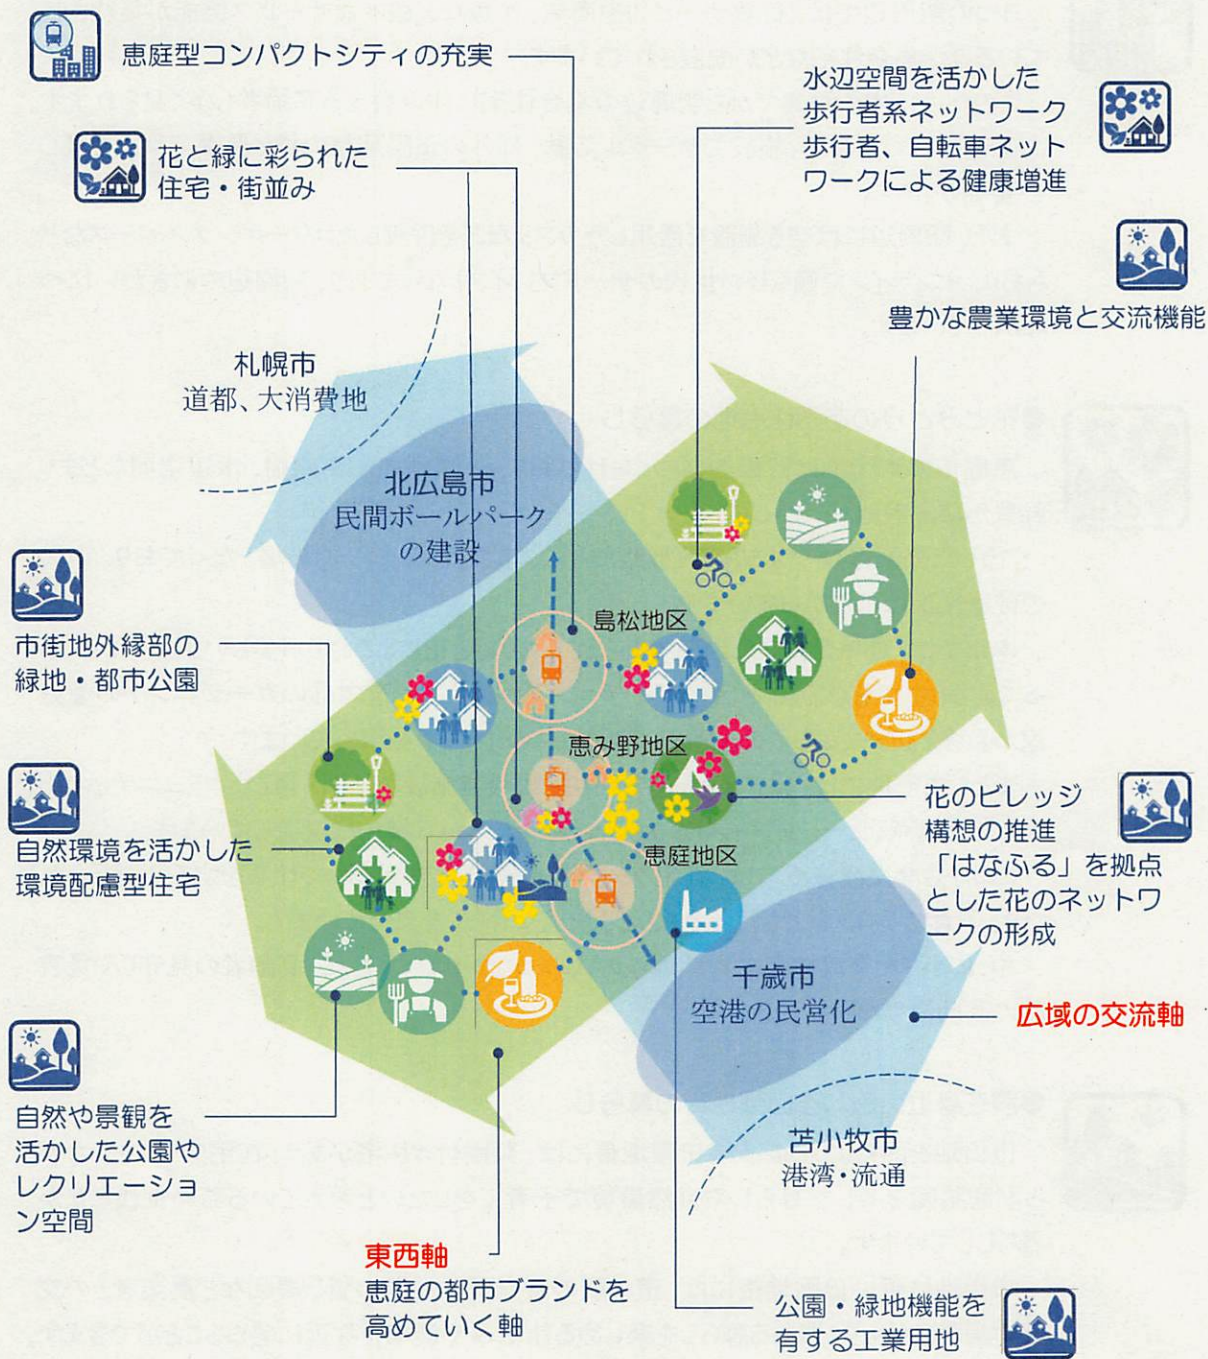 恵庭型コンパクトシティの充実
花と緑に彩られた
住宅・街並み
水辺空間を活かした
歩行者系ネットワーク
歩行者、自転車ネット
ワークによる健康増進
豊かな農業環境と交流機能
札幌市
道都、大消費地
北広島市
民間ボールパーク
の建設
島松地区
市街地外縁部の
緑地・都市公園
恵み野地区
自然環境を活かした
環境配慮型住宅
恵庭地区
花のビレッジ
構想の推進
「はなふる」を拠点
とした花のネットワ
ークの形成
千歳市
空港の民営化
広域の交流軸
自然や景観を
活かした公園や
レクリエーショ
ン空間
苫小牧市
港湾・流通
東西軸
恵庭の都市ブランドを
高めていく軸
公園・緑地機能を
有する工業用地